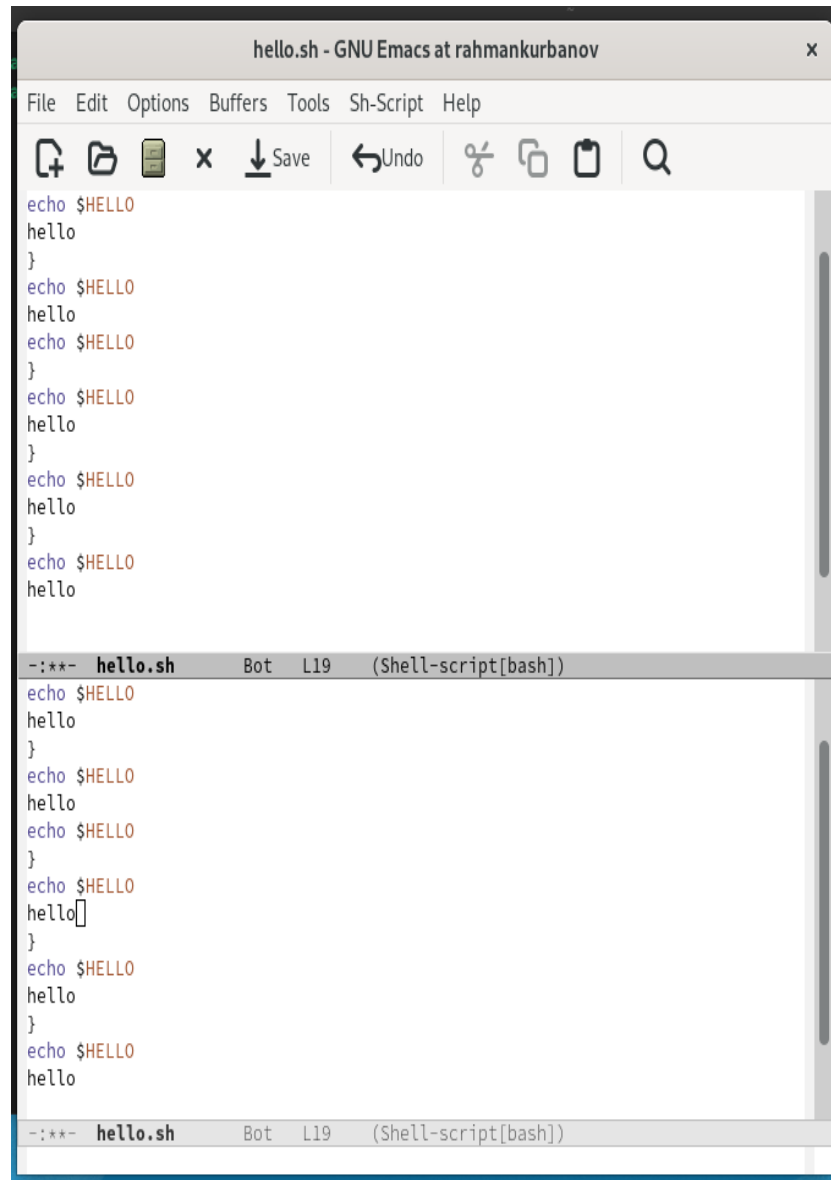 hello.sh - GNU Emacs at rahmankurbanov
File Edit Options Buffers Tools Sh-Script Help
Save Undo
echo $HELLO
hello
}
echo $HELLO
hello
echo $HELLO
}
echo $HELLO
hello
}
echo $HELLO
hello
}
echo $HELLO
hello
-:**- hello.sh Bot L19 (Shell-script[bash])
echo $HELLO
hello
}
echo $HELLO
hello
echo $HELLO
}
echo $HELLO
hello
}
echo $HELLO
hello
}
echo $HELLO
hello
-:**- hello.sh Bot L19 (Shell-script[bash])